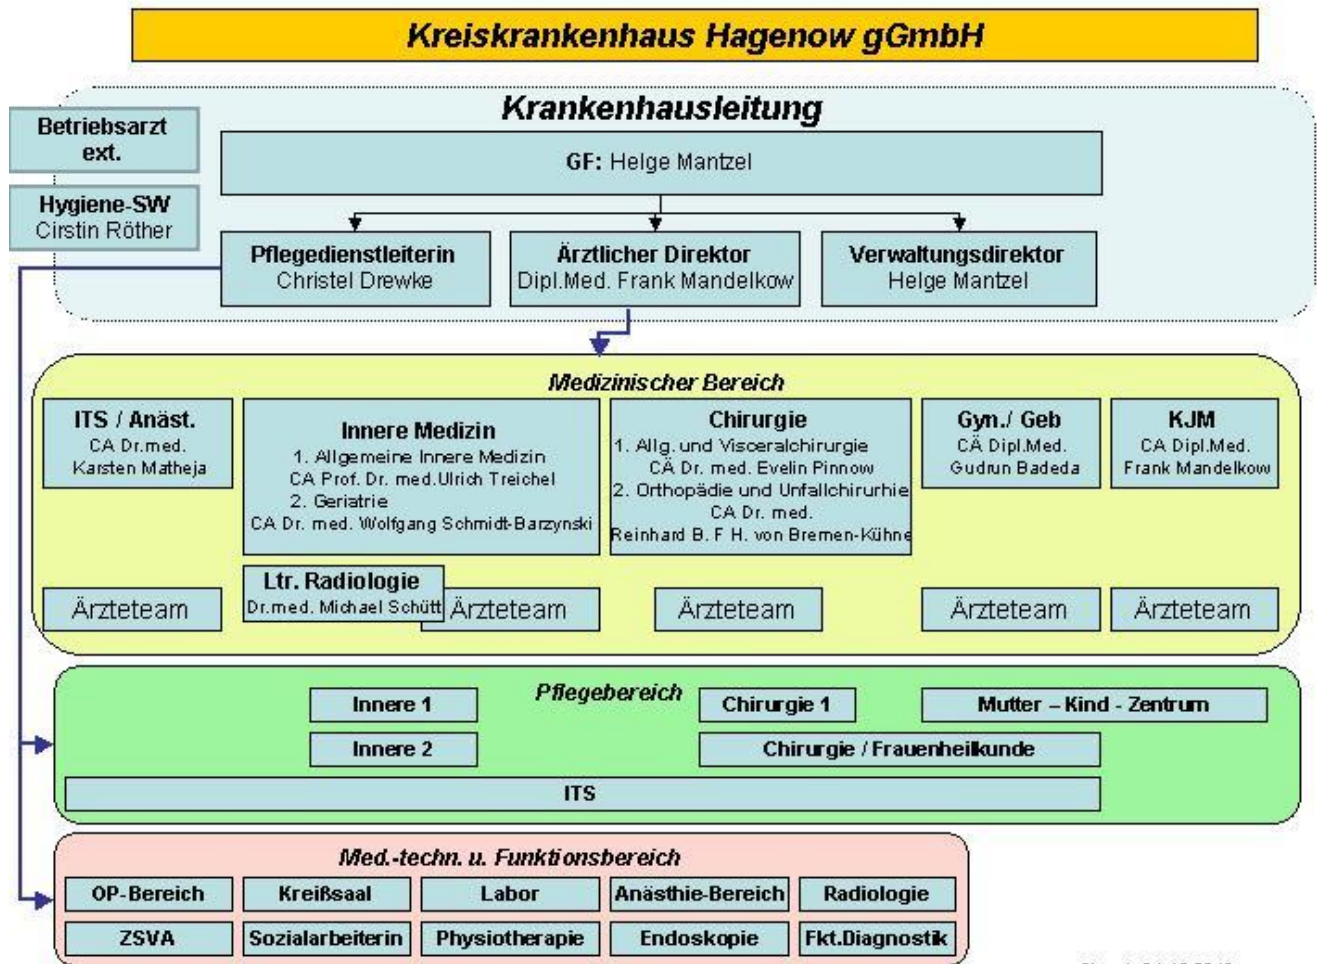 Kreiskrankenhaus Hagenow gGmbH
Krankenhausleitung
Betriebsarzt
ext.
Hygiene-SW
Cirstin Röther
GF: Helge Mantzel
Pflegedienstleiterin
Christel Drewke
Ärztlicher Direktor
Dipl.Med. Frank Mandelkow
Verwaltungsdirektor
Helge Mantzel
Medizinischer Bereich
ITS / Anäst.
CA Dr.med.
Karsten Matheja
Innere Medizin
1. Allgemeine Innere Medizin
CA Prof. Dr. med.Ulrich Treichel
2. Geriatrie
CA Dr. med. Wolfgang Schmidt-Barzynski
Chirurgie
1. Allg. und Visceralchirurgie
CÄ Dr. med. Evelin Pinnow
2. Orthopädie und Unfallchirurhie
CA Dr. med.
Reinhard B. F H. von Bremen-Kühne
Gyn./ Geb
CÄ Dipl.Med.
Gudrun Badeda
KJM
CA Dipl.Med.
Frank Mandelkow
Ärzteteam
Ltr. Radiologie
Dr.med. Michael Schütt
Ärzteteam
Ärzteteam
Ärzteteam
Ärzteteam
Pflegebereich
Innere 1
Chirurgie 1
Mutter – Kind - Zentrum
Innere 2
Chirurgie / Frauenheilkunde
ITS
Med.-techn. u. Funktionsbereich
OP-Bereich
Kreißsaal
Labor
Anästhie-Bereich
Radiologie
ZSVA
Sozialarbeiterin
Physiotherapie
Endoskopie
Fkt.Diagnostik